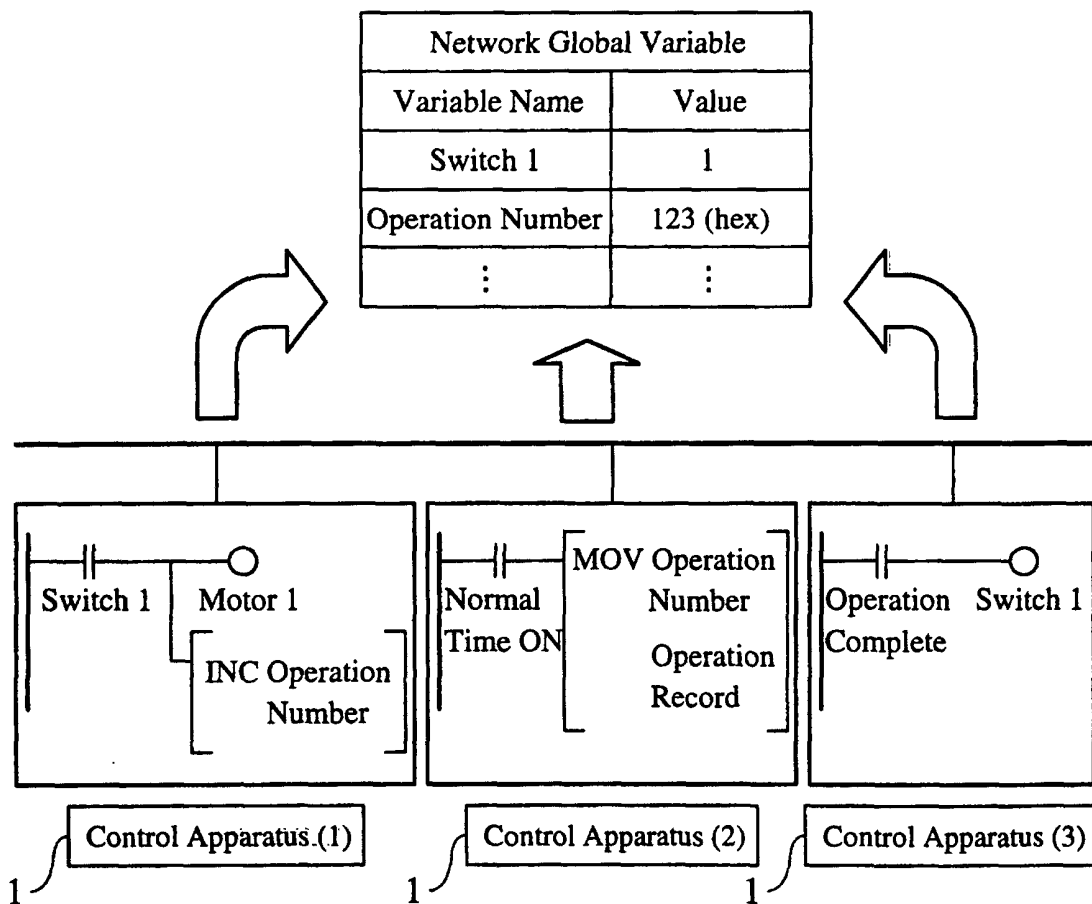 Network Global Variable
Variable Name Value
Switch 1 1
Operation Number 123 (hex)
⋮ ⋮
Switch 1 Motor 1
INC Operation
Number
Normal
Time ON
MOV Operation
Number
Operation
Record
Operation
Complete
Switch 1
Control Apparatus (1)
Control Apparatus (2)
Control Apparatus (3)
1
1
1